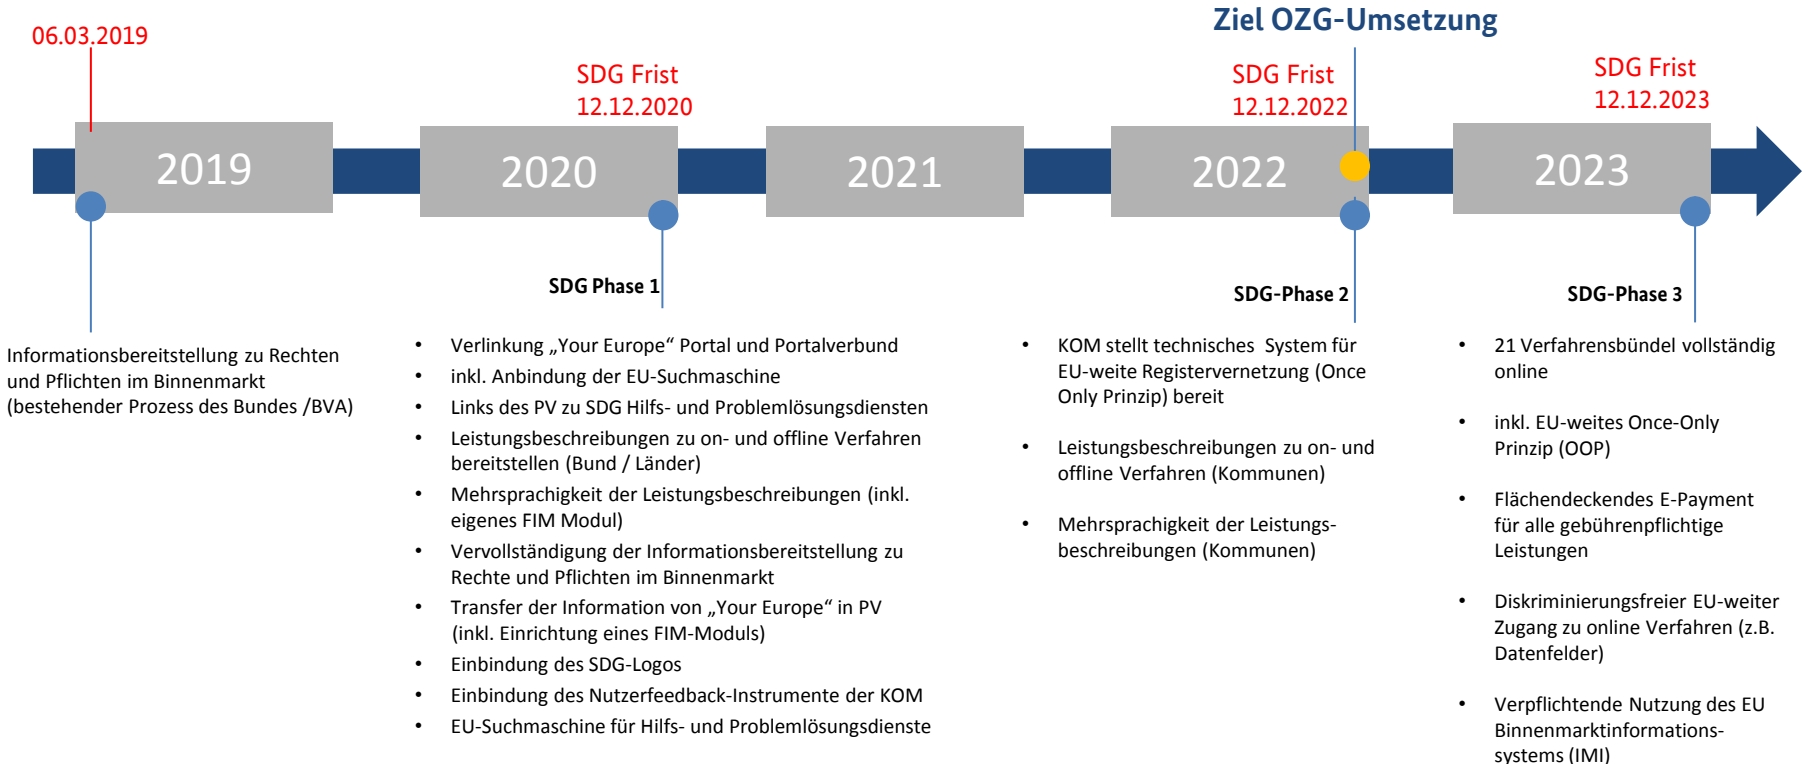 Ziel OZG-Umsetzung
06.03.2019
SDG Frist
12.12.2020
SDG Frist
12.12.2022
SDG Frist
12.12.2023
2019
2020
2021
2022
2023
SDG Phase 1
SDG-Phase 2
SDG-Phase 3
Informationsbereitstellung zu Rechten
und Pflichten im Binnenmarkt
(bestehender Prozess des Bundes /BVA)
• Verlinkung „Your Europe“ Portal und Portalverbund
• inkl. Anbindung der EU-Suchmaschine
• Links des PV zu SDG Hilfs- und Problemlösungsdiensten
• Leistungsbeschreibungen zu on- und offline Verfahren
bereitstellen (Bund / Länder)
• Mehrsprachigkeit der Leistungsbeschreibungen (inkl.
eigenes FIM Modul)
• Vervollständigung der Informationsbereitstellung zu
Rechte und Pflichten im Binnenmarkt
• Transfer der Information von „Your Europe“ in PV
(inkl. Einrichtung eines FIM-Moduls)
• Einbindung des SDG-Logos
• Einbindung des Nutzerfeedback-Instrumente der KOM
• EU-Suchmaschine für Hilfs- und Problemlösungsdienste
• KOM stellt technisches System für
EU-weite Registervernetzung (Once
Only Prinzip) bereit
• Leistungsbeschreibungen zu on- und
offline Verfahren (Kommunen)
• Mehrsprachigkeit der Leistungs-
beschreibungen (Kommunen)
• 21 Verfahrensbündel vollständig
online
• inkl. EU-weites Once-Only
Prinzip (OOP)
• Flächendeckendes E-Payment
für alle gebührenpflichtige
Leistungen
• Diskriminierungsfreier EU-weiter
Zugang zu online Verfahren (z.B.
Datenfelder)
• Verpflichtende Nutzung des EU
Binnenmarktinformations-
systems (IMI)